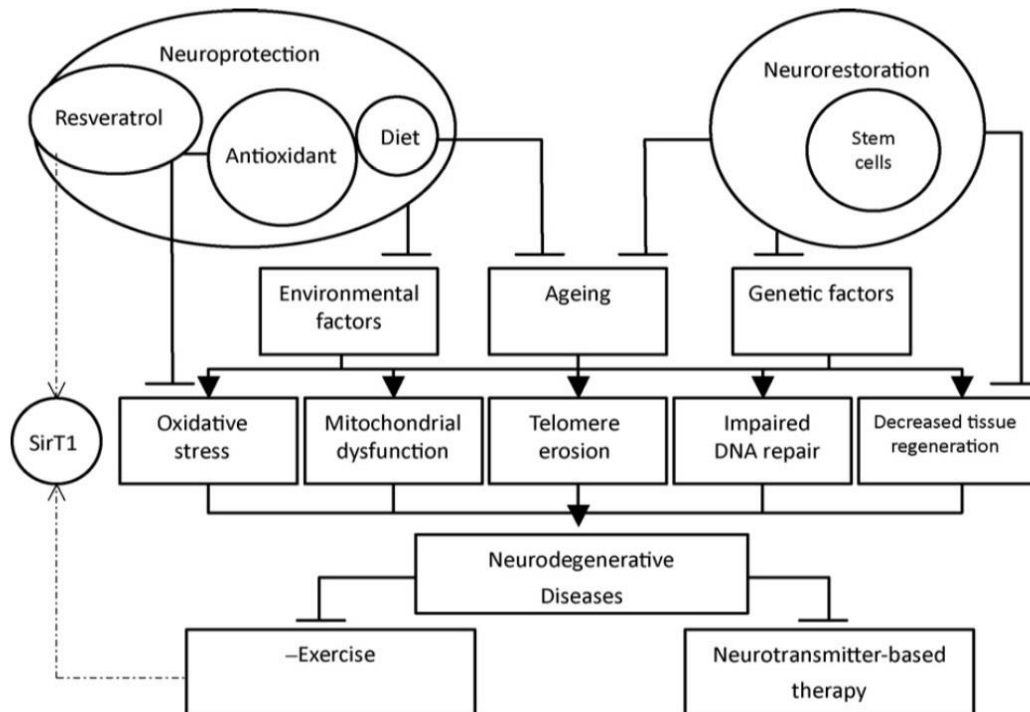 Neuroprotection
Resveratrol
Antioxidant
Diet
Neurorestoration
Stem
cells
Environmental
factors
Ageing
Genetic factors
SirT1
Oxidative
stress
Mitochondrial
dysfunction
Telomere
erosion
Impaired
DNA repair
Decreased tissue
regeneration
Neurodegenerative
Diseases
–Exercise
Neurotransmitter-based
therapy